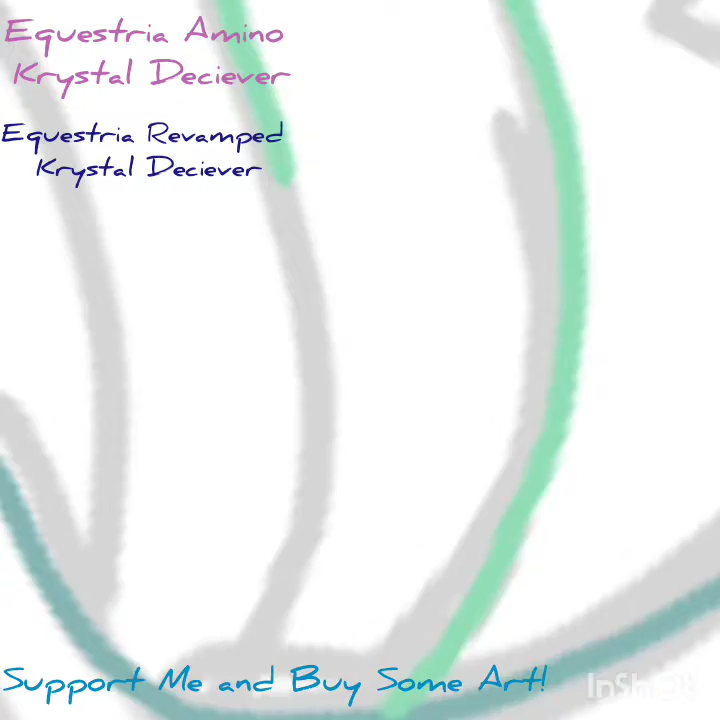 Equestria Amino
Krystal Deciever
Equestria Revamped
Krystal Deciever
Support Me and Buy Some Art!
InShOt